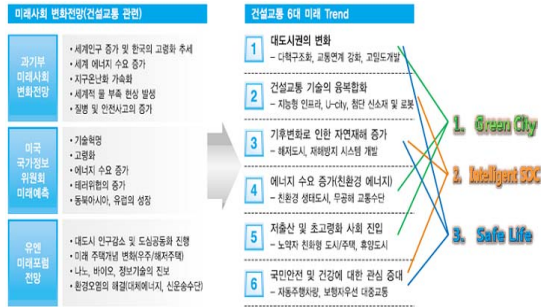 미래사회 변화전망(건설교통 관련)
과기부
미래사회
변화전망
• 세계인구 증가 및 한국의 고령화 추세
• 세계 에너지 수요 증가
• 지구온난화 가속화
• 세계적 물 부족 현상 발생
• 질병 및 안전사고의 증가
미국
국가정보
위원회
미래예측
• 기술혁명
• 고령화
• 에너지 수요 증가
• 테러위협의 증가
• 동북아시아, 유럽의 성장
유엔
미래포럼
전망
• 대도시 인구감소 및 도심공동화 진행
• 미래 주택개념 변화(우주/해저주택)
• 나노, 바이오, 정보기술의 진보
• 환경오염의 해결(대체에너지, 신운송수단)
건설교통 6대 미래 Trend
1 대도시권의 변화
– 다핵구조화, 교통연계 강화, 고밀도개발
2 건설교통 기술의 융복합화
– 지능형 인프라, U-city, 첨단 신소재 및 로봇
3 기후변화로 인한 자연재해 증가
– 해저도시, 재해방지 시스템 개발
4 에너지 수요 증가(친환경 에너지)
– 친환경 생태도시, 무공해 교통수단
5 저출산 및 초고령화 사회 진입
– 노약자 친화형 도시/주택, 휴양도시
6 국민안전 및 건강에 대한 관심 증대
– 자동주행차량, 보행자우선 대중교통
1. Green City
2. Intelligent SOC
3. Safe Life